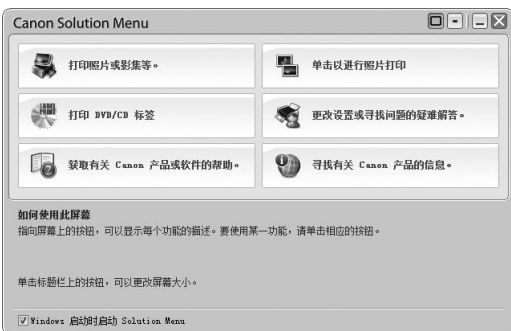 Canon Solution Menu
打印照片或影集等。
单击以进行照片打印
打印 DVD/CD 标签
更改设置或寻找问题的疑难解答。
获取有关 Canon 产品或软件的帮助。
寻找有关 Canon 产品的信息。
如何使用此屏幕
指向屏幕上的按钮，可以显示每个功能的描述。要使用某一功能，请单击相应的按钮。
单击标题栏上的按钮，可以更改屏幕大小。
Windows 启动时启动 Solution Menu